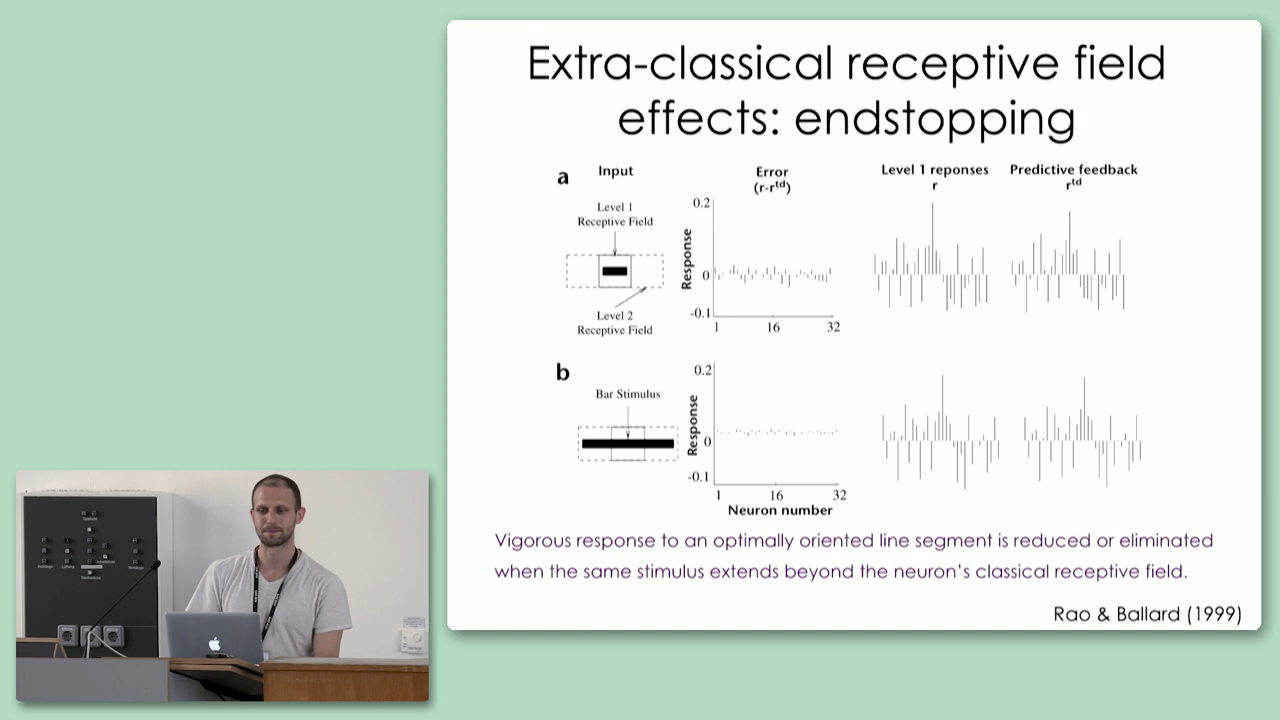 Extra-classical receptive field
effects: endstopping
a
Input
Error
(r-rtd)
Level 1 reponses
r
Predictive feedback
rtd
Level 1
Receptive Field
Level 2
Receptive Field
Response
0.2
0
-0.1
1 16 32
b
Bar Stimulus
Response
0.2
0
-0.1
1 16 32
Neuron number
Vigorous response to an optimally oriented line segment is reduced or eliminated
when the same stimulus extends beyond the neuron's classical receptive field.
Rao & Ballard (1999)